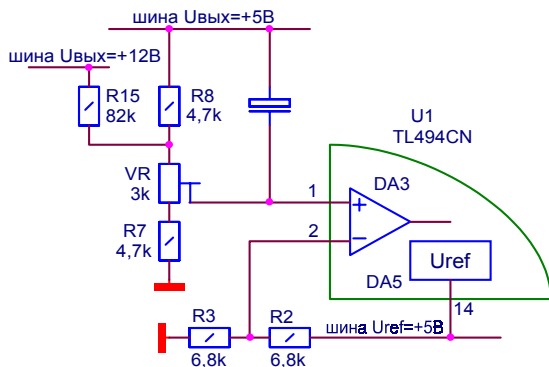 шина Uвых=+5В
шина Uвых=+12В
R15
82k
R8
4,7k
U1
TL494CN
VR
3k
1
DA3
+
2
−
R7
4,7k
Uref
DA5
14
R3
R2
шина Uref=+5В
6,8k
6,8k